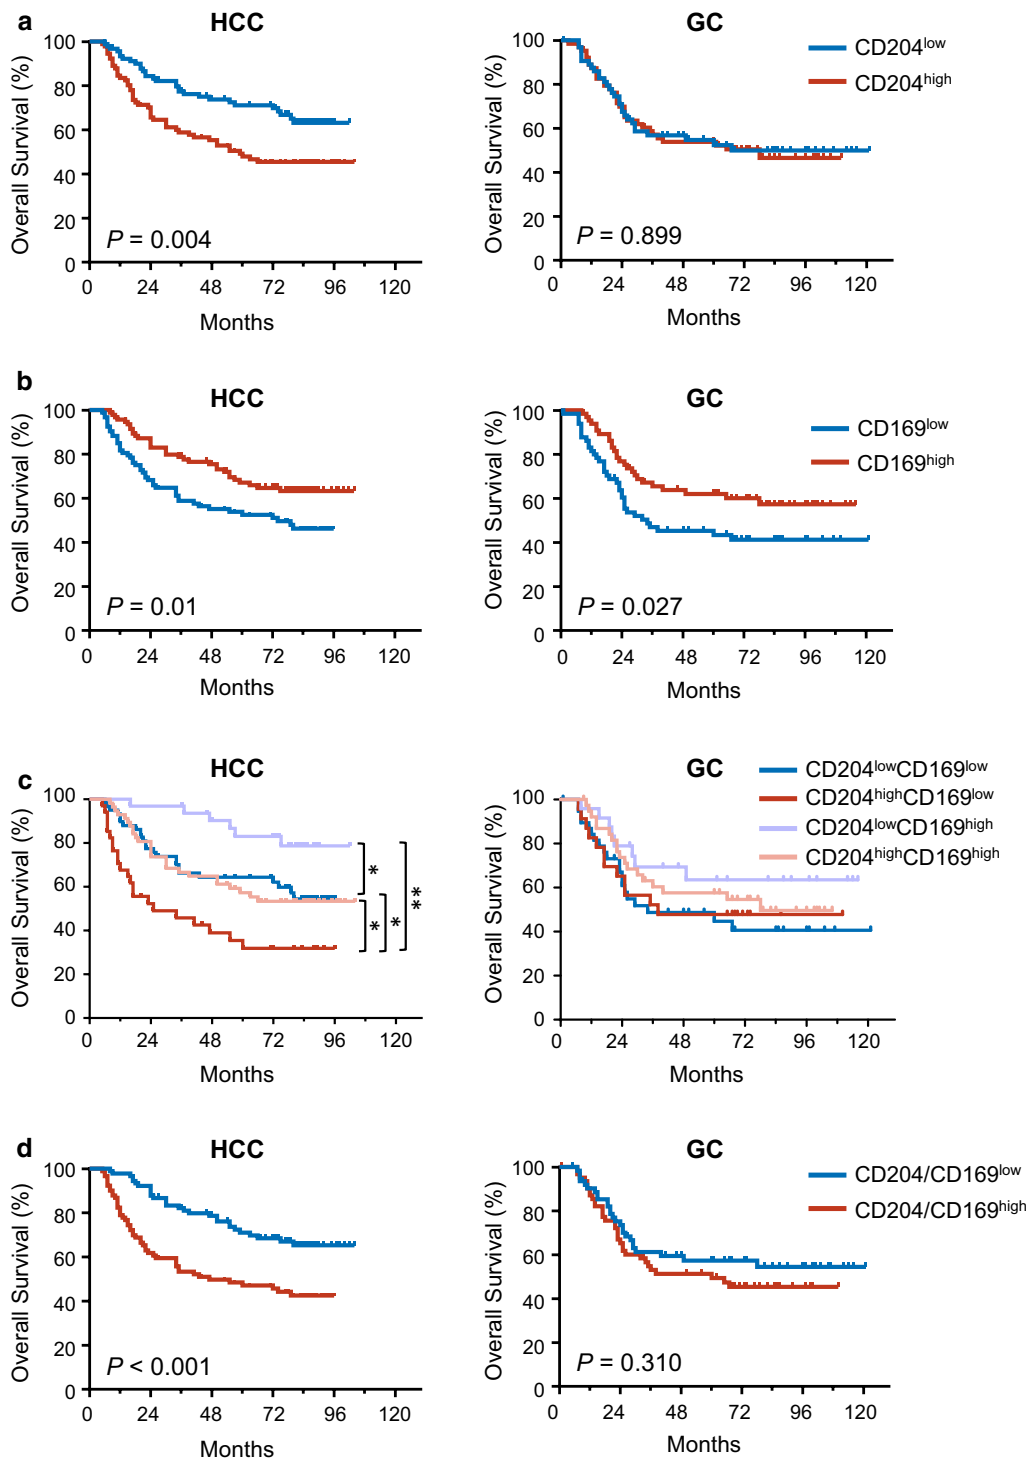 a
HCC
GC
Overall Survival (%)
100
80
60
40
20
0
P = 0.004
0 24 48 72 96 120
Months
Overall Survival (%)
100
80
60
40
20
0
P = 0.899
0 24 48 72 96 120
Months
CD204low
CD204high
b
HCC
GC
Overall Survival (%)
100
80
60
40
20
0
P = 0.01
0 24 48 72 96 120
Months
Overall Survival (%)
100
80
60
40
20
0
P = 0.027
0 24 48 72 96 120
Months
CD169low
CD169high
c
HCC
GC
Overall Survival (%)
100
80
60
40
20
0
*
*
*
**
0 24 48 72 96 120
Months
Overall Survival (%)
100
80
60
40
20
0
0 24 48 72 96 120
Months
CD204lowCD169low
CD204highCD169low
CD204lowCD169high
CD204highCD169high
d
HCC
GC
Overall Survival (%)
100
80
60
40
20
0
P < 0.001
0 24 48 72 96 120
Months
Overall Survival (%)
100
80
60
40
20
0
P = 0.310
0 24 48 72 96 120
Months
CD204/CD169low
CD204/CD169high